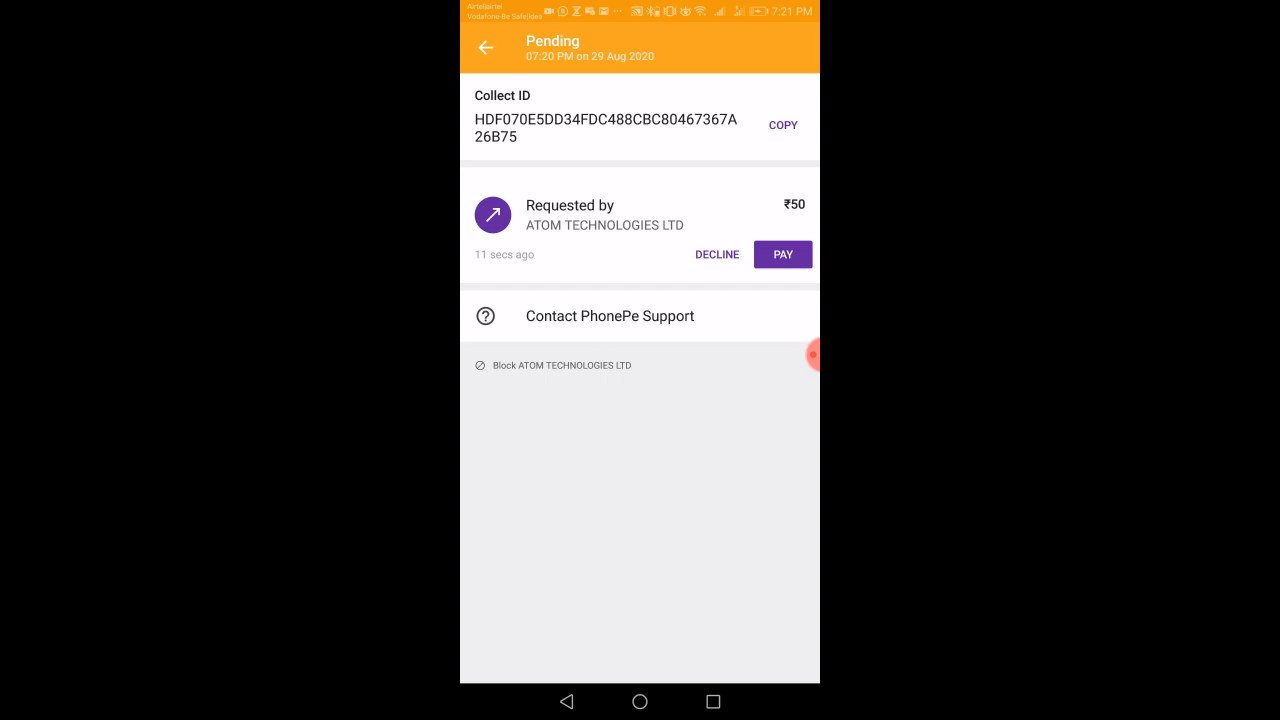 Airtel|airtel
Vodafone-Be Safe|Idea
7:21 PM
Pending
07:20 PM on 29 Aug 2020
Collect ID
HDF070E5DD34FDC488CBC80467367A
26B75
COPY
Requested by
₹50
ATOM TECHNOLOGIES LTD
11 secs ago
DECLINE
PAY
Contact PhonePe Support
Block ATOM TECHNOLOGIES LTD